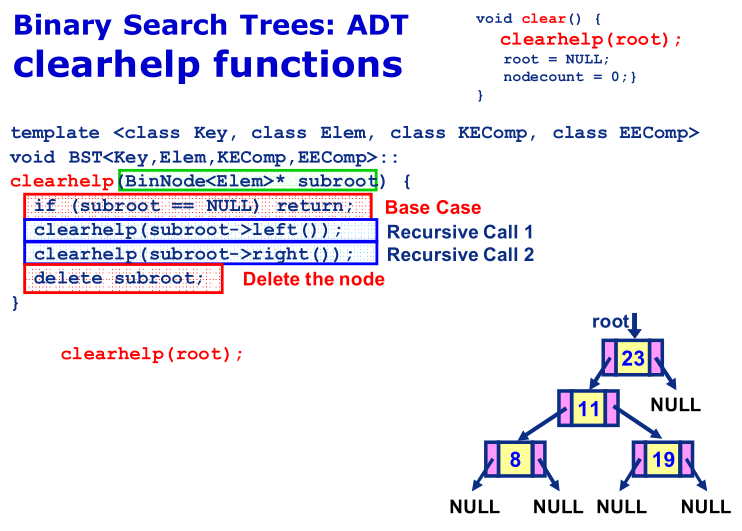 Binary Search Trees: ADT
clearhelp functions
void clear() {
clearhelp(root);
root = NULL;
nodecount = 0;}
}
template <class Key, class Elem, class KEComp, class EEComp>
void BST<Key,Elem,KEComp,EEComp>::
clearhelp(BinNode<Elem>* subroot) {
if (subroot == NULL) return; Base Case
clearhelp(subroot->left()); Recursive Call 1
clearhelp(subroot->right()); Recursive Call 2
delete subroot; Delete the node
}
clearhelp(root);
root
23
11 NULL
8 19
NULL NULL NULL NULL